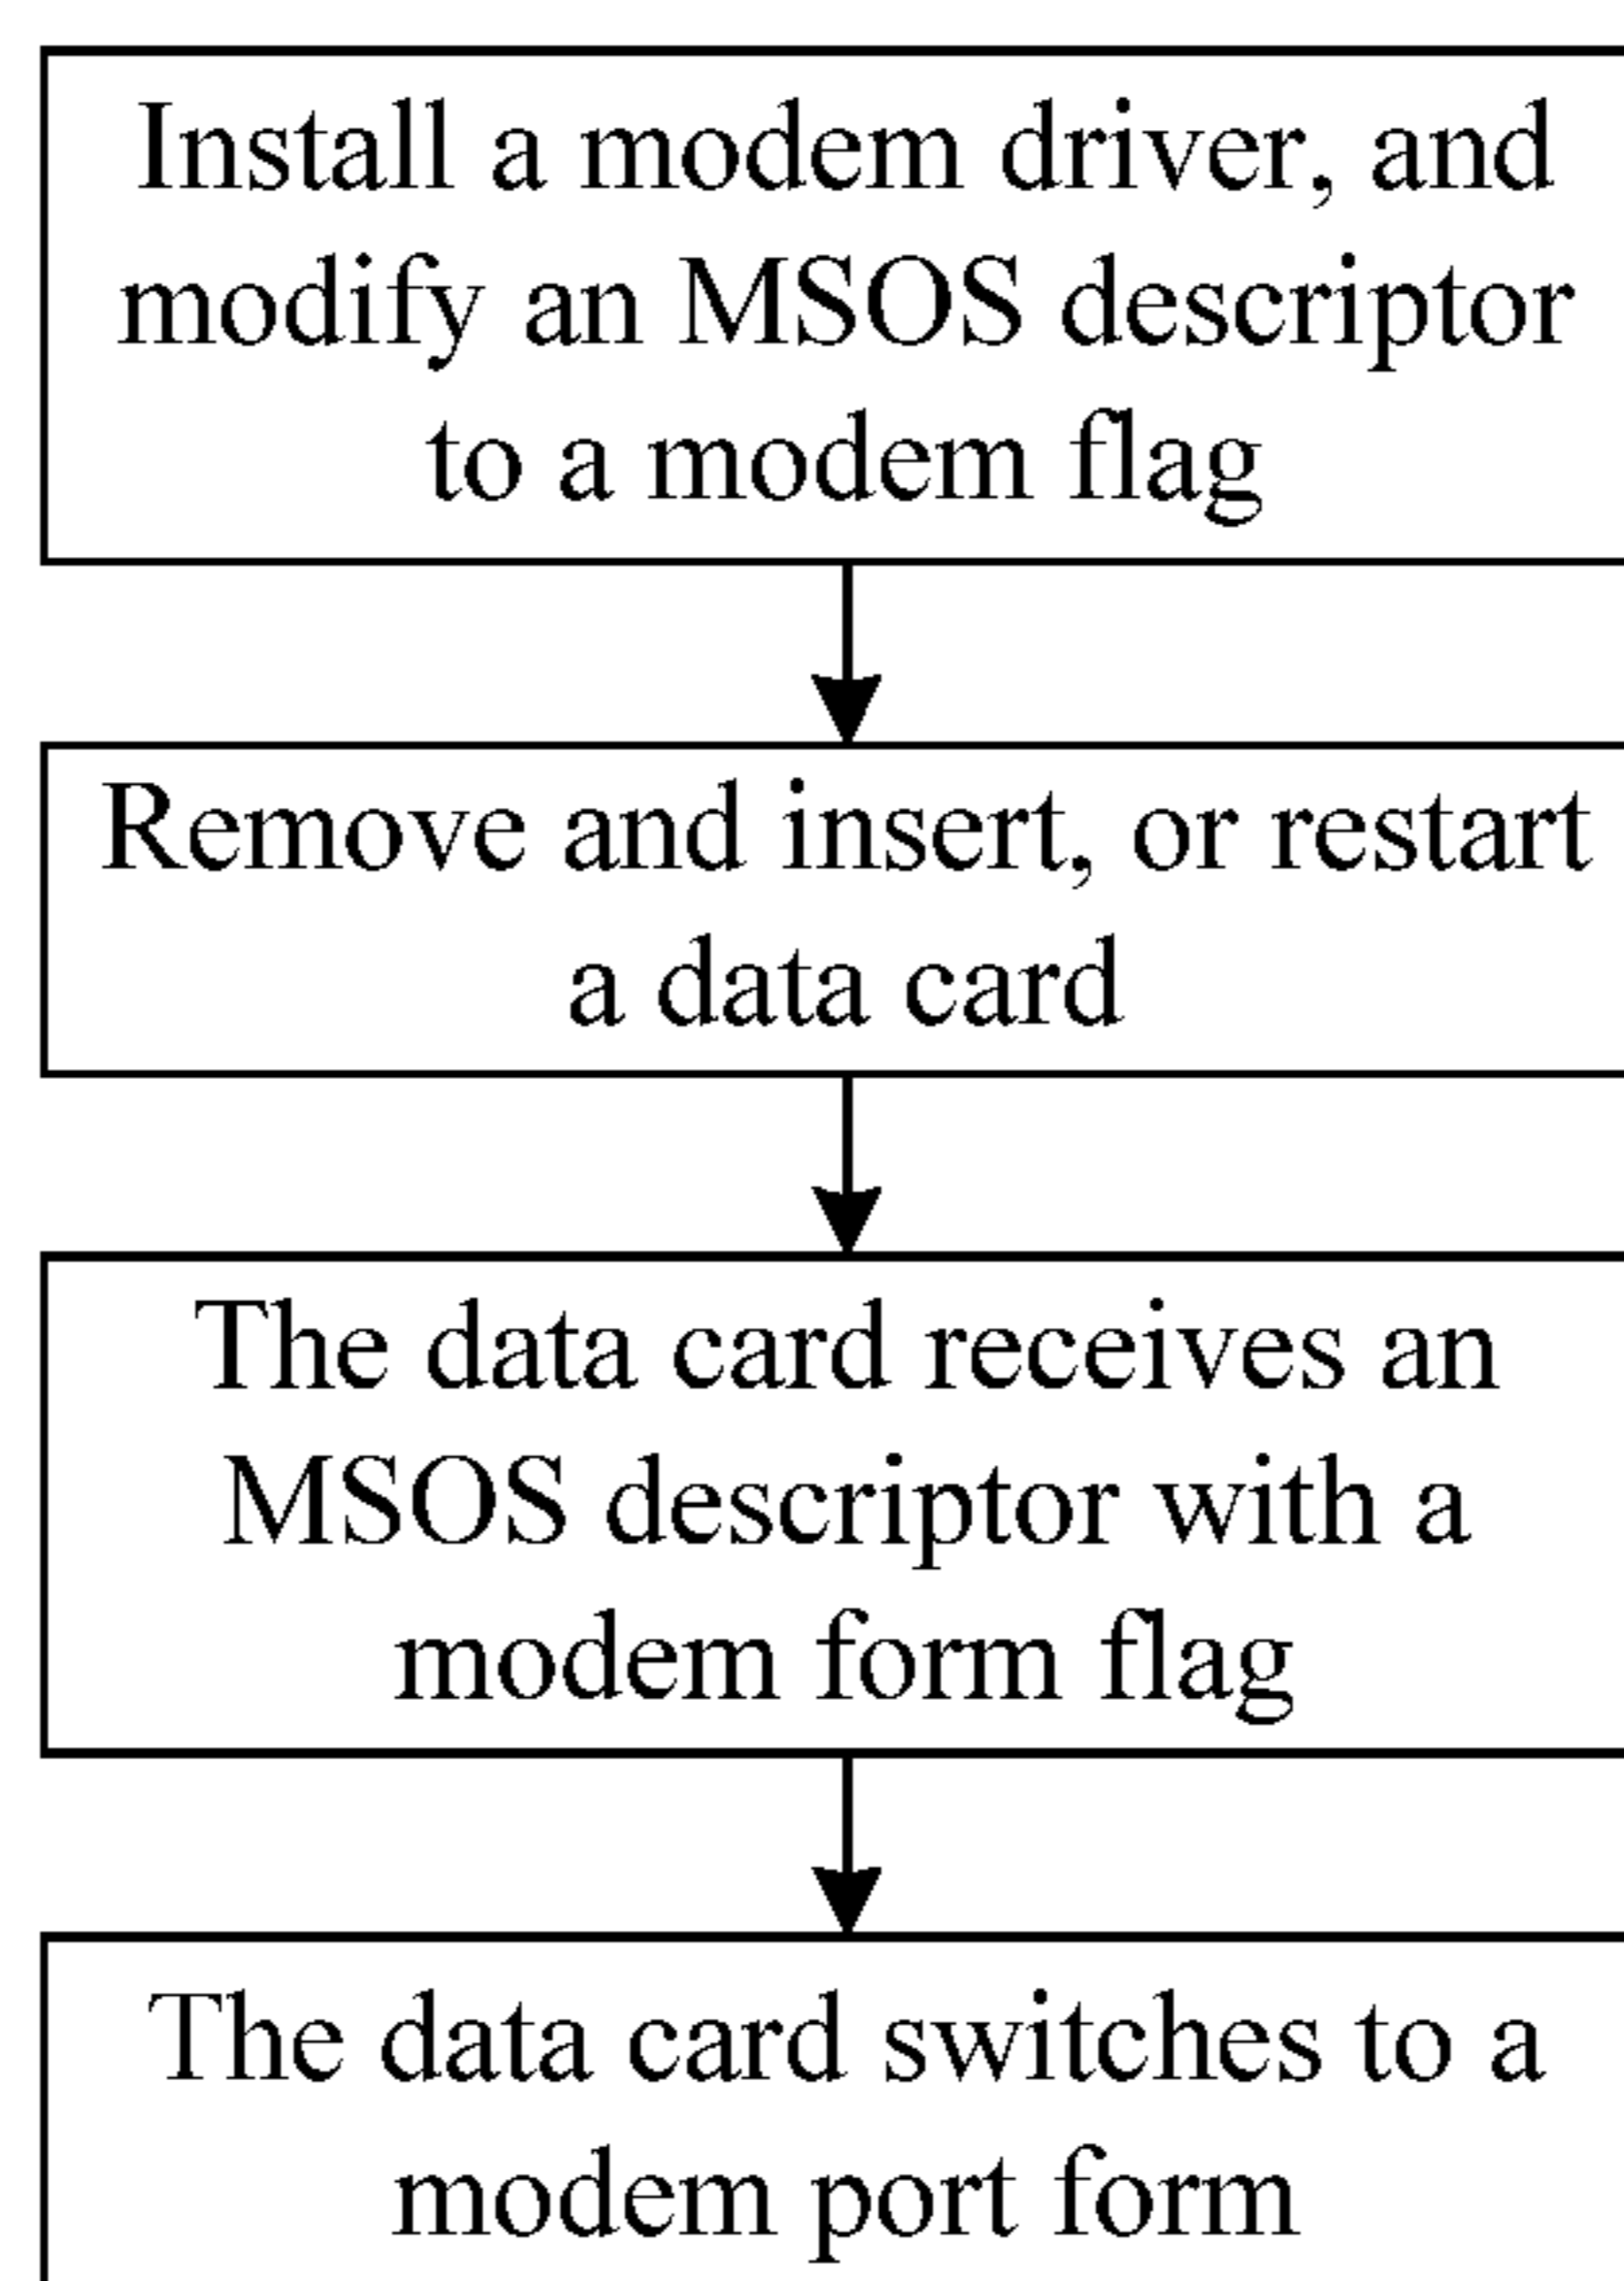 Install a modem driver, and
modify an MSOS descriptor
to a modem flag
Remove and insert, or restart
a data card
The data card receives an
MSOS descriptor with a
modem form flag
The data card switches to a
modem port form